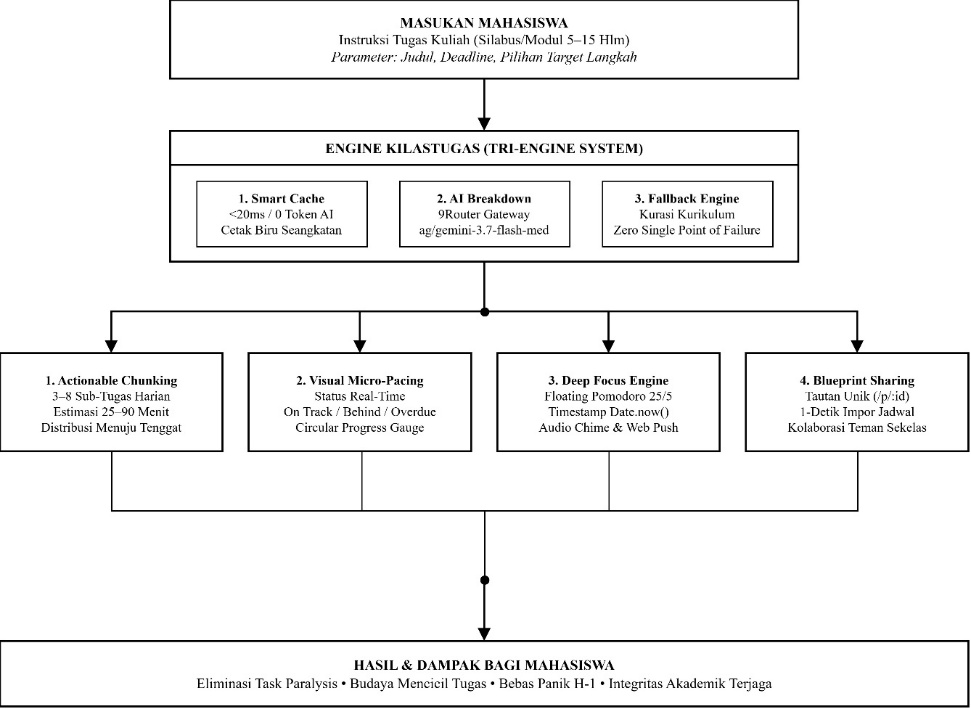 MASUKAN MAHASISWA
Instruksi Tugas Kuliah (Silabus/Modul 5–15 Hlm)
Parameter: Judul, Deadline, Pilihan Target Langkah
ENGINE KILASTUGAS (TRI-ENGINE SYSTEM)
1. Smart Cache
<20ms / 0 Token AI
Cetak Biru Seangkatan
2. AI Breakdown
9Router Gateway
ag/gemini-3.7-flash-med
3. Fallback Engine
Kurasi Kurikulum
Zero Single Point of Failure
1. Actionable Chunking
3–8 Sub-Tugas Harian
Estimasi 25–90 Menit
Distribusi Menuju Tenggat
2. Visual Micro-Pacing
Status Real-Time
On Track / Behind / Overdue
Circular Progress Gauge
3. Deep Focus Engine
Floating Pomodoro 25/5
Timestamp Date.now()
Audio Chime & Web Push
4. Blueprint Sharing
Tautan Unik (/p/:id)
1-Detik Impor Jadwal
Kolaborasi Teman Sekelas
HASIL & DAMPAK BAGI MAHASISWA
Eliminasi Task Paralysis • Budaya Mencicil Tugas • Bebas Panik H-1 • Integritas Akademik Terjaga